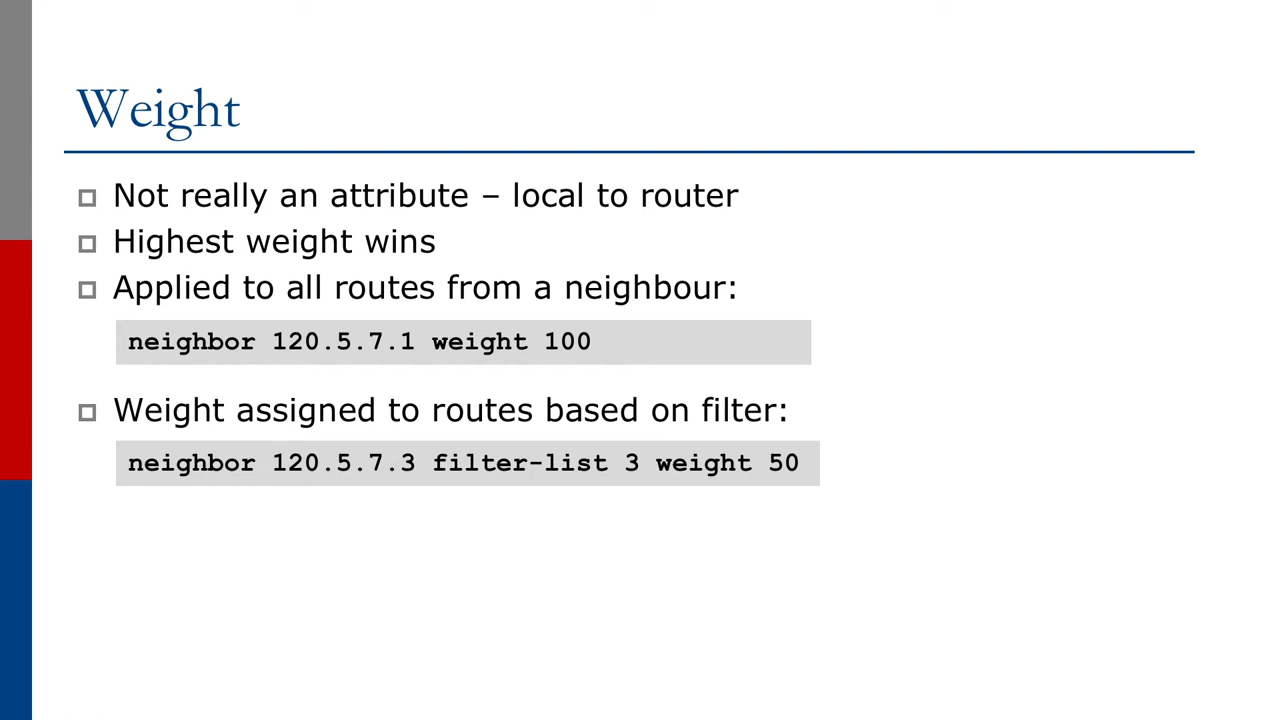 Weight
Not really an attribute – local to router
Highest weight wins
Applied to all routes from a neighbour:
neighbor 120.5.7.1 weight 100
Weight assigned to routes based on filter:
neighbor 120.5.7.3 filter-list 3 weight 50